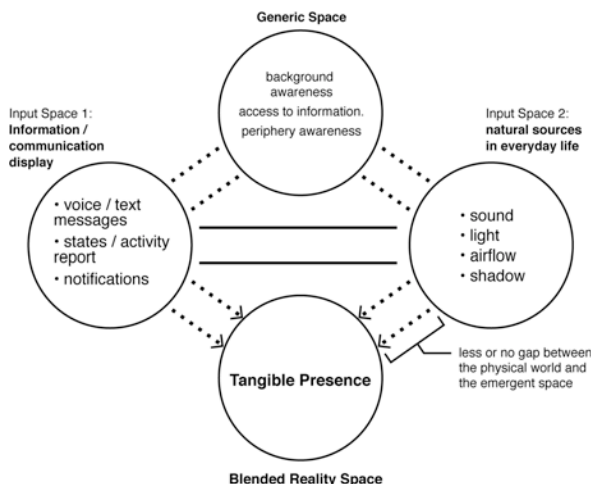 Generic Space
background
awareness
access to information.
periphery awareness
Input Space 1:
Information /
communication
display
Input Space 2:
natural sources
in everyday life
• voice / text
messages
• states / activity
report
• notifications
• sound
• light
• airflow
• shadow
Tangible Presence
less or no gap between
the physical world and
the emergent space
Blended Reality Space